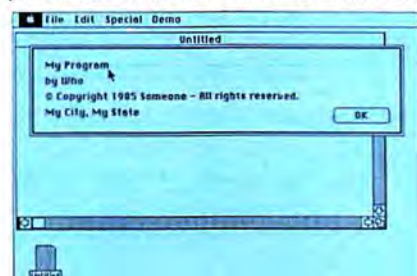 File Edit Special Demo
Untitled
My Program
by Who
© Copyright 1985 Someone - All rights reserved.
My City, My State
OK
Untitled